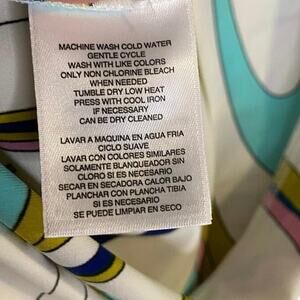 MACHINE WASH COLD WATER
GENTLE CYCLE
WASH WITH LIKE COLORS
ONLY NON CHLORINE BLEACH
WHEN NEEDED
TUMBLE DRY LOW HEAT
PRESS WITH COOL IRON
IF NECESSARY
CAN BE DRY CLEANED
LAVAR A MAQUINA EN AGUA FRIA
CICLO SUAVE
LAVAR CON COLORES SIMILARES
SOLAMENTE BLANQUEADOR SIN
CLORO SI ES NECESARIO
SECAR EN SECADORA CALOR BAJO
PLANCHAR CON PLANCHA TIBIA
SI ES NECESARIO
SE PUEDE LIMPIAR EN SECO